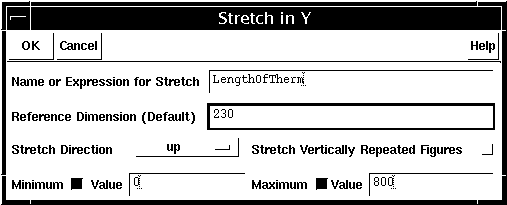 Stretch in Y
OK Cancel Help
Name or Expression for Stretch LengthOfTherm
Reference Dimension (Default) 230
Stretch Direction up Stretch Vertically Repeated Figures
Minimum Value 0 Maximum Value 800